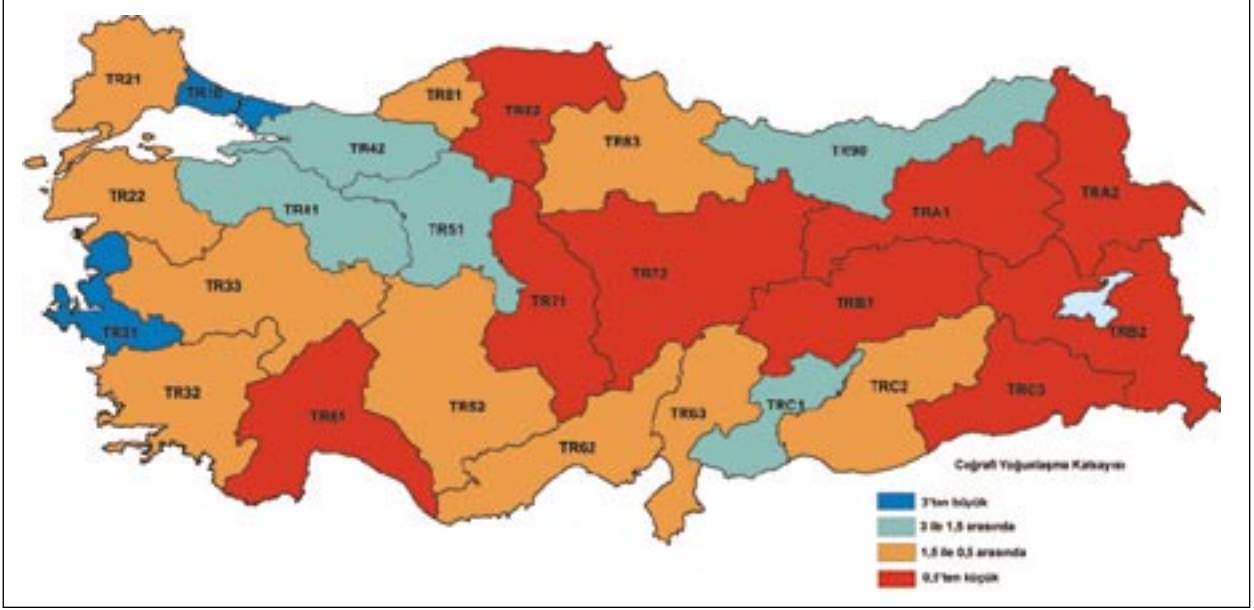 TR21
TR10
TR81
TR82
TR42
TR83
TR90
TRA2
TR22
TR41
TRA1
TR51
TR33
TR72
TR71
TRB1
TR31
TRB2
TR32
TRC2
TRC3
TR52
TRC1
TR61
TR63
TR62
Coğrafi Yoğunlaşma Katsayısı
3'ten büyük
3 ile 1,5 arasında
1,5 ile 0,5 arasında
0,5'ten küçük